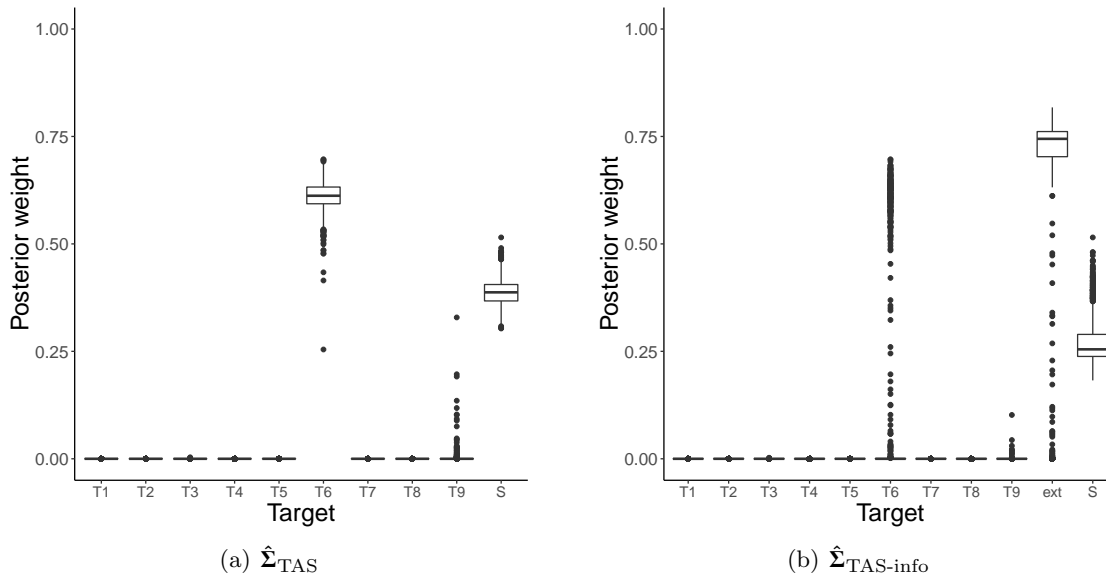 1.00
0.75
0.50
0.25
0.00
Posterior weight
T1 T2 T3 T4 T5 T6 T7 T8 T9 S
Target
(a) Σ̂TAS
1.00
0.75
0.50
0.25
0.00
Posterior weight
T1 T2 T3 T4 T5 T6 T7 T8 T9 ext S
Target
(b) Σ̂TAS-info